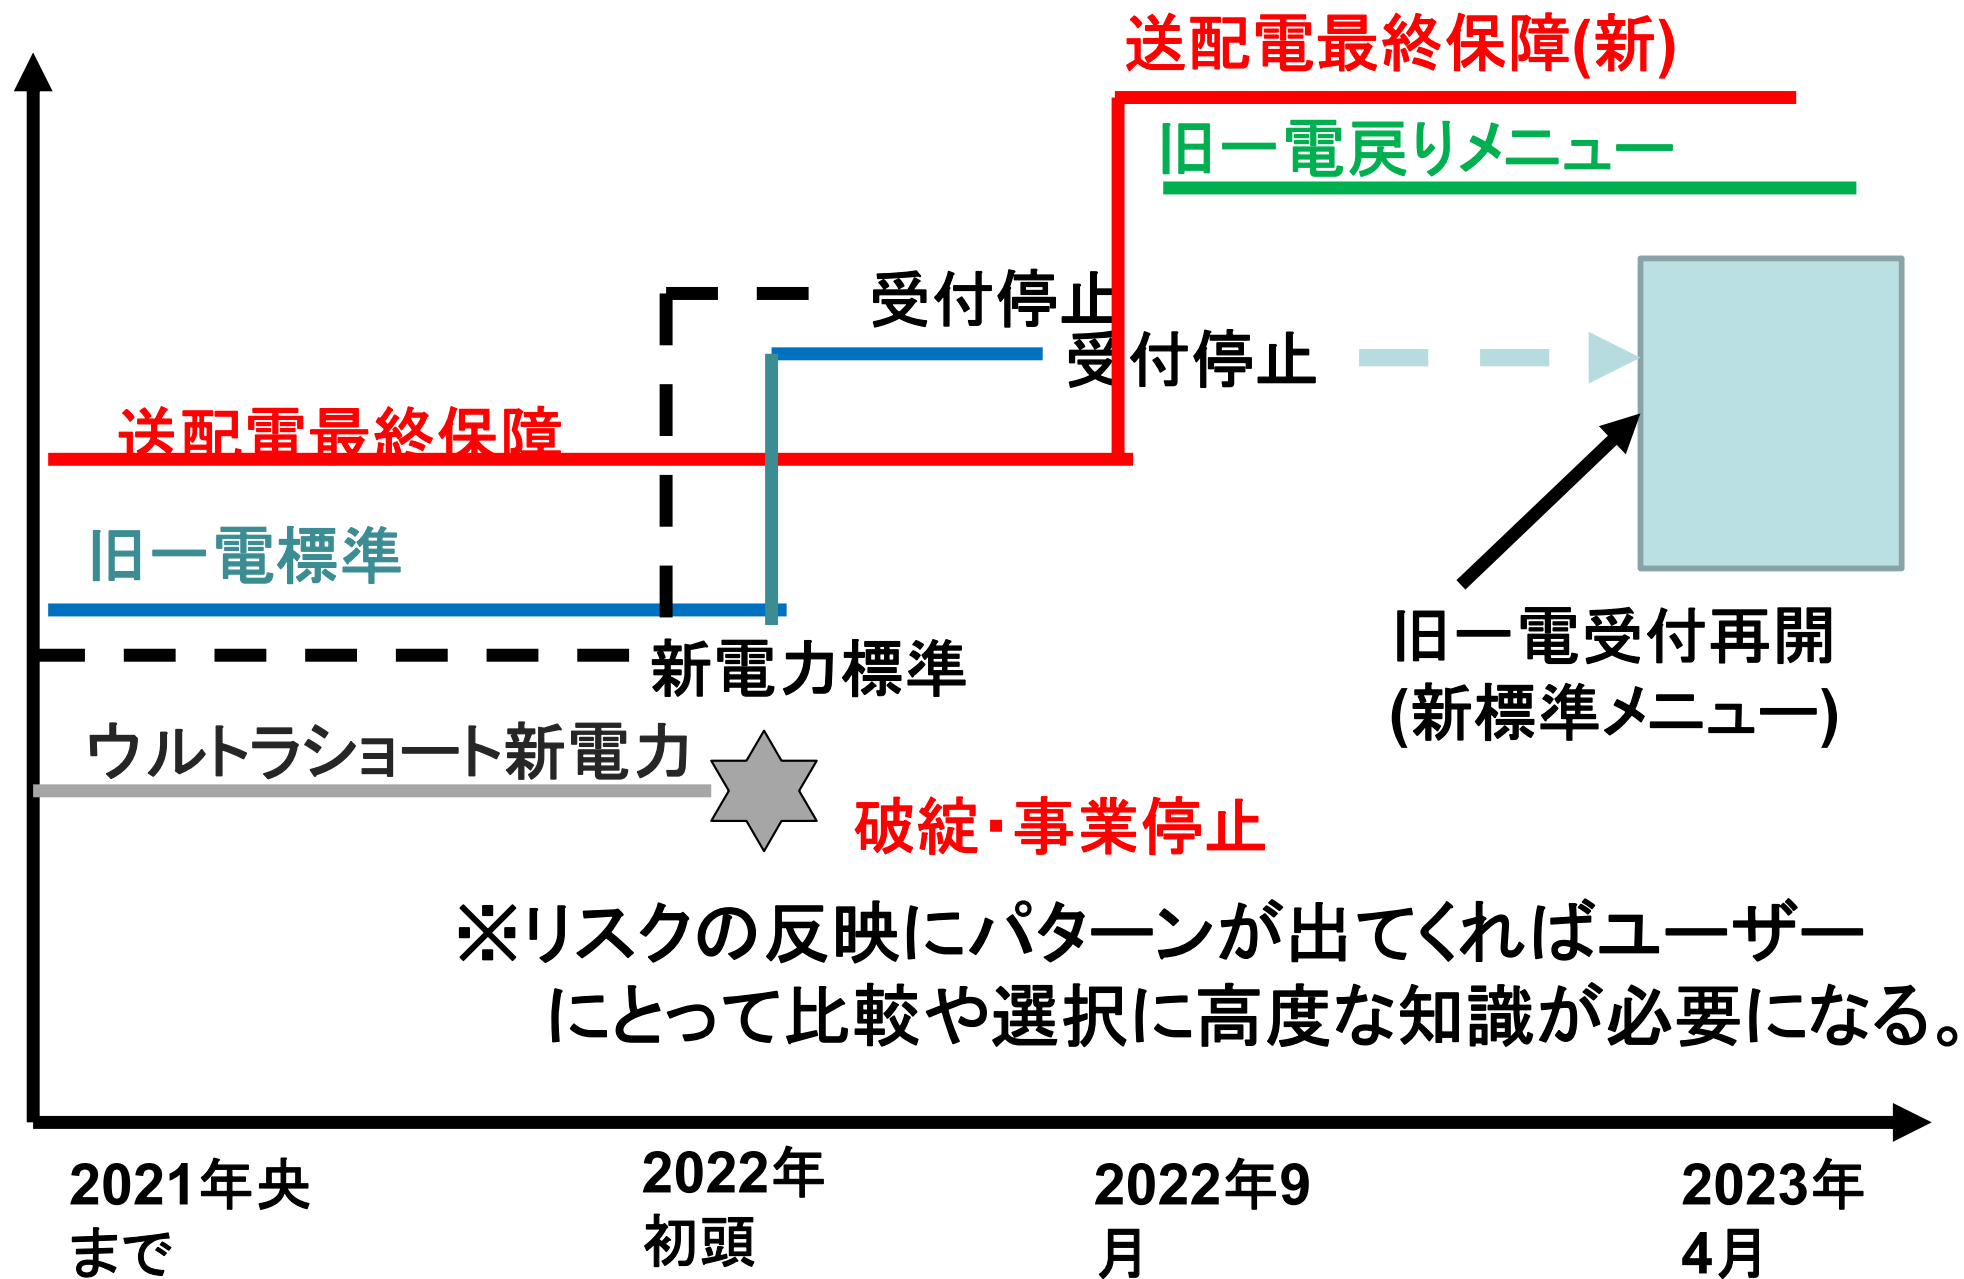 送配電最終保障(新)
旧一電戻りメニュー
受付停止
受付停止
送配電最終保障
旧一電標準
新電力標準
旧一電受付再開
(新標準メニュー)
ウルトラショート新電力
破綻・事業停止
※リスクの反映にパターンが出てくればユーザー
にとって比較や選択に高度な知識が必要になる。
2021年央
まで
2022年
初頭
2022年9
月
2023年
4月